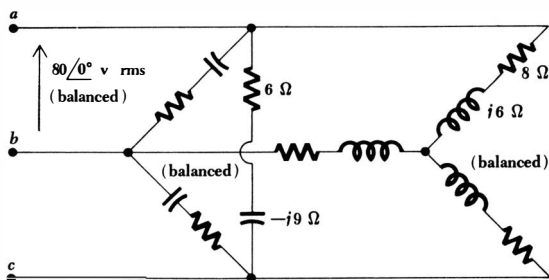 a
80/0° v rms
(balanced)
6 Ω
8 Ω
j6 Ω
b
(balanced)
(balanced)
−j9 Ω
c